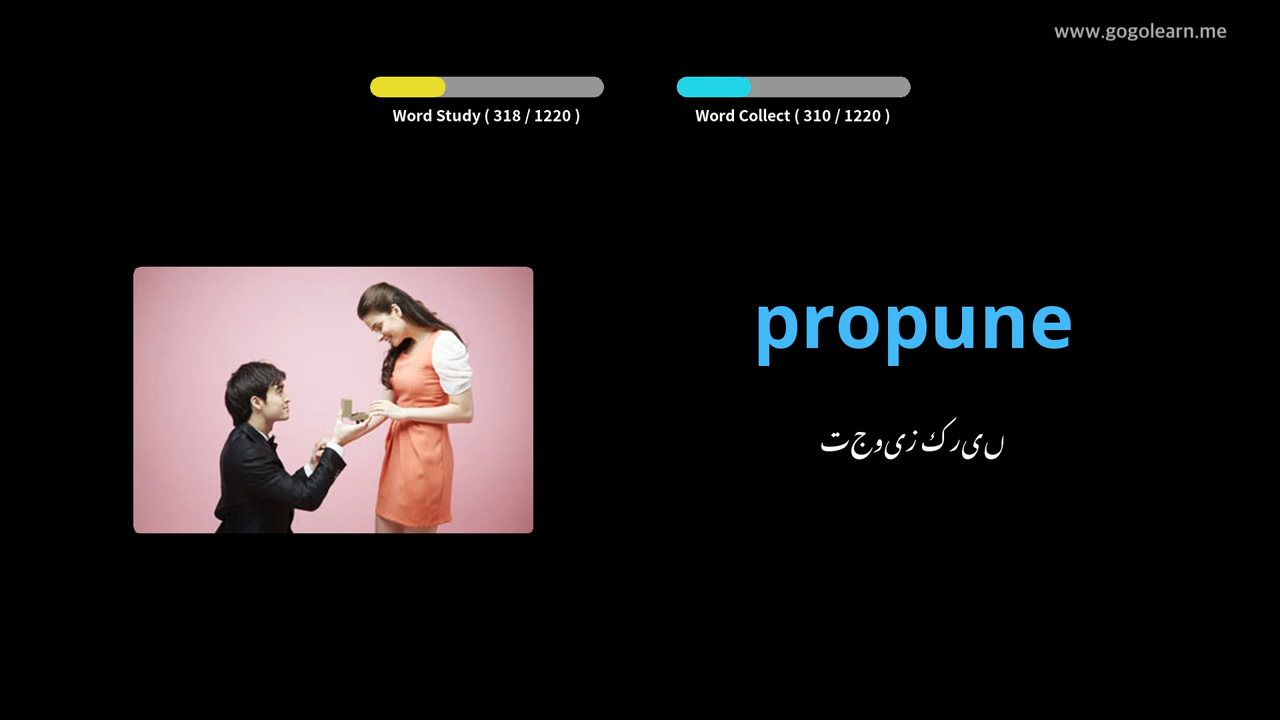 www.gogolearn.me
Word Study ( 318 / 1220 )
Word Collect ( 310 / 1220 )
propune
تجویز کریں